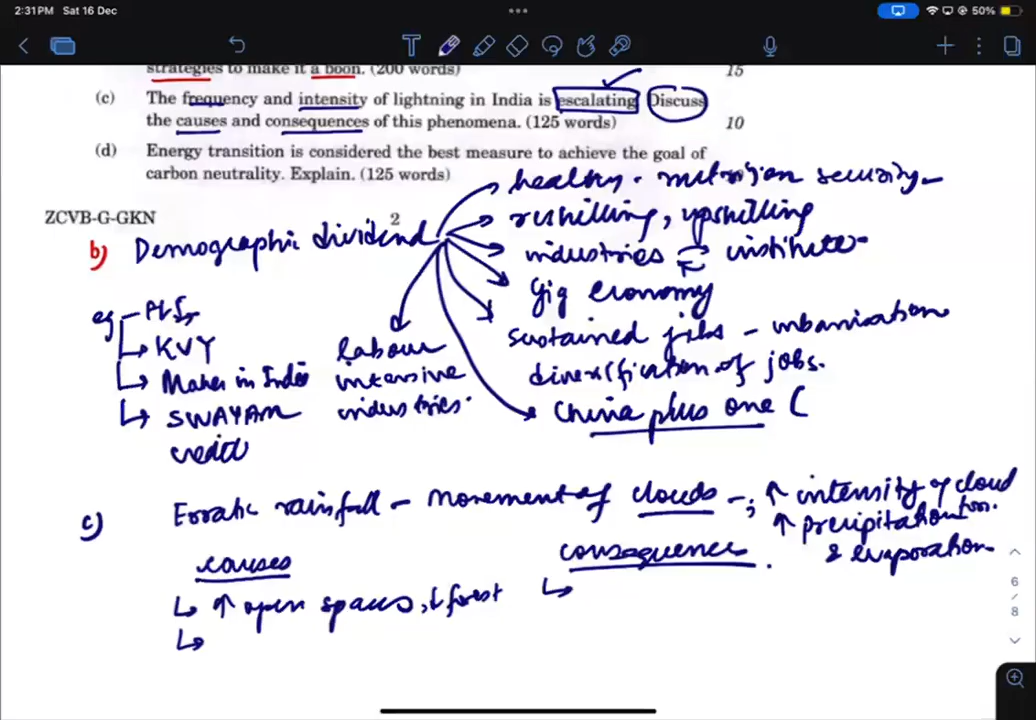 2:31PM Sat 16 Dec
50%
strategies to make it a boon. (200 words) 15
(c) The frequency and intensity of lightning in India is escalating Discuss
the causes and consequences of this phenomena. (125 words) 10
(d) Energy transition is considered the best measure to achieve the goal of
carbon neutrality. Explain. (125 words)
ZCVB-G-GKN 2
b) Demographic dividend
healthy. nutrition security
reskilling, upskilling
industries institute
Gig economy
sustained jobs - urbanisation
diversification of jobs.
China plus one (
labour
intensive
industries.
eg
KVY
Make in India
SWAYAM
credit
c) Erratic rainfall - Movement of clouds - ; ↑ intensity of cloud
↑ precipitation
& evaporation
causes
↑ open spaces, ↓ forest
consequence
6
/
8